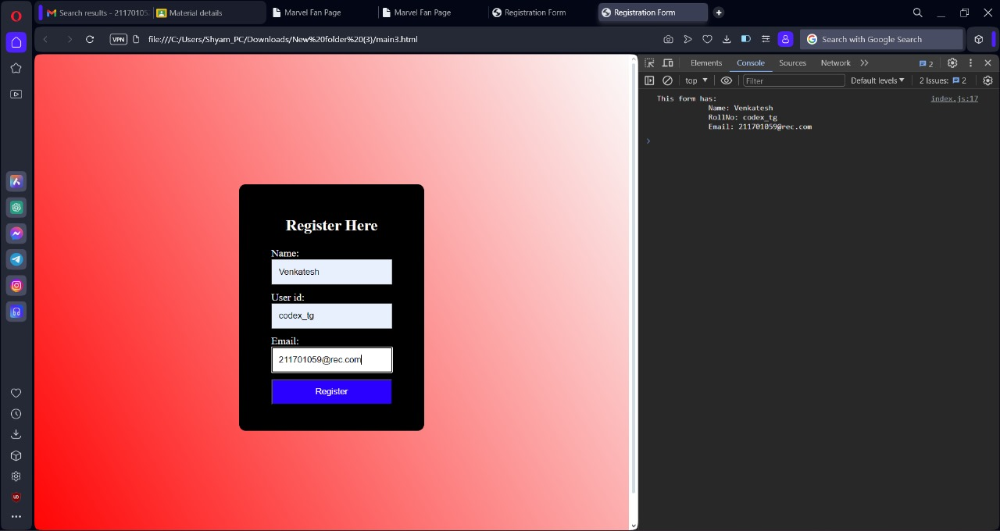 Search results - 21170105
Material details
Marvel Fan Page
Marvel Fan Page
Registration Form
Registration Form
VPN
file:///C:/Users/Shyam_PC/Downloads/New%20folder%20(3)/main3.html
Search with Google Search
Elements
Console
Sources
Network
2
top
Filter
Default levels
2 Issues:
2
This form has:
index.js:17
Name: Venkatesh
RollNo: codex_tg
Email: 211701059@rec.com
Register Here
Name:
Venkatesh
User id:
codex_tg
Email:
211701059@rec.com
Register